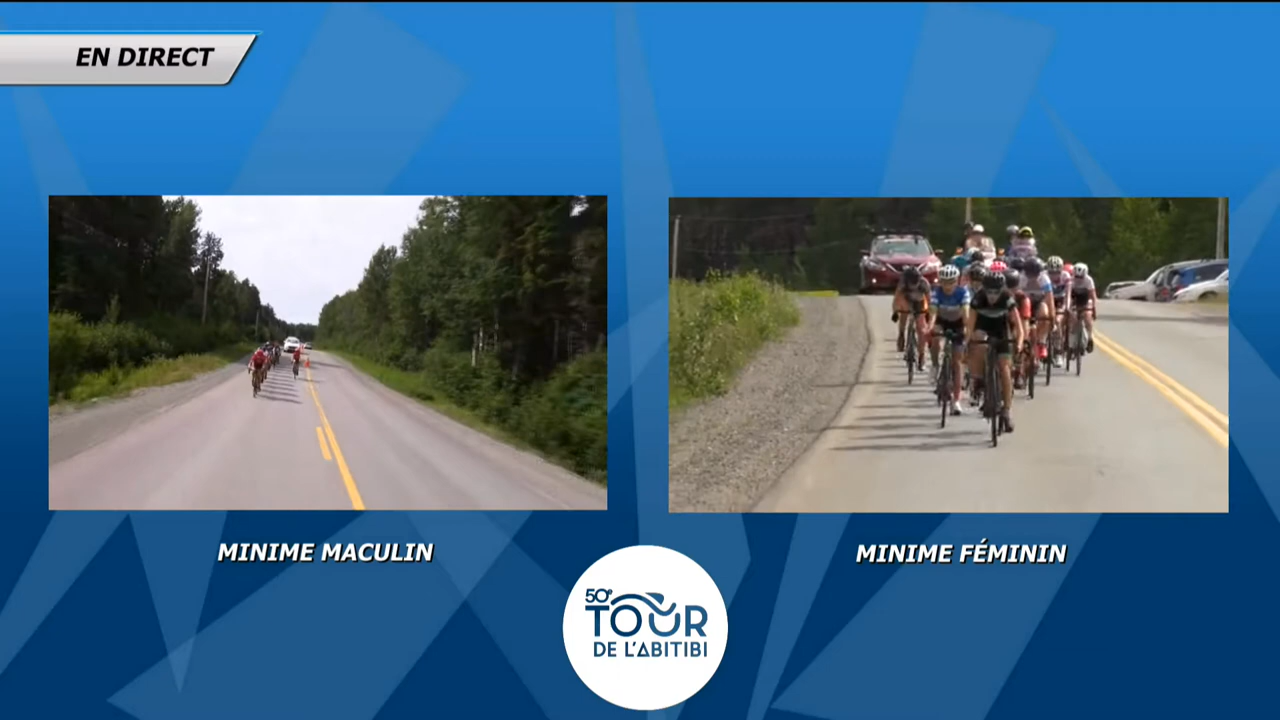 EN DIRECT
MINIME MACULIN
MINIME FÉMININ
50e
TOUR
DE L'ABITIBI